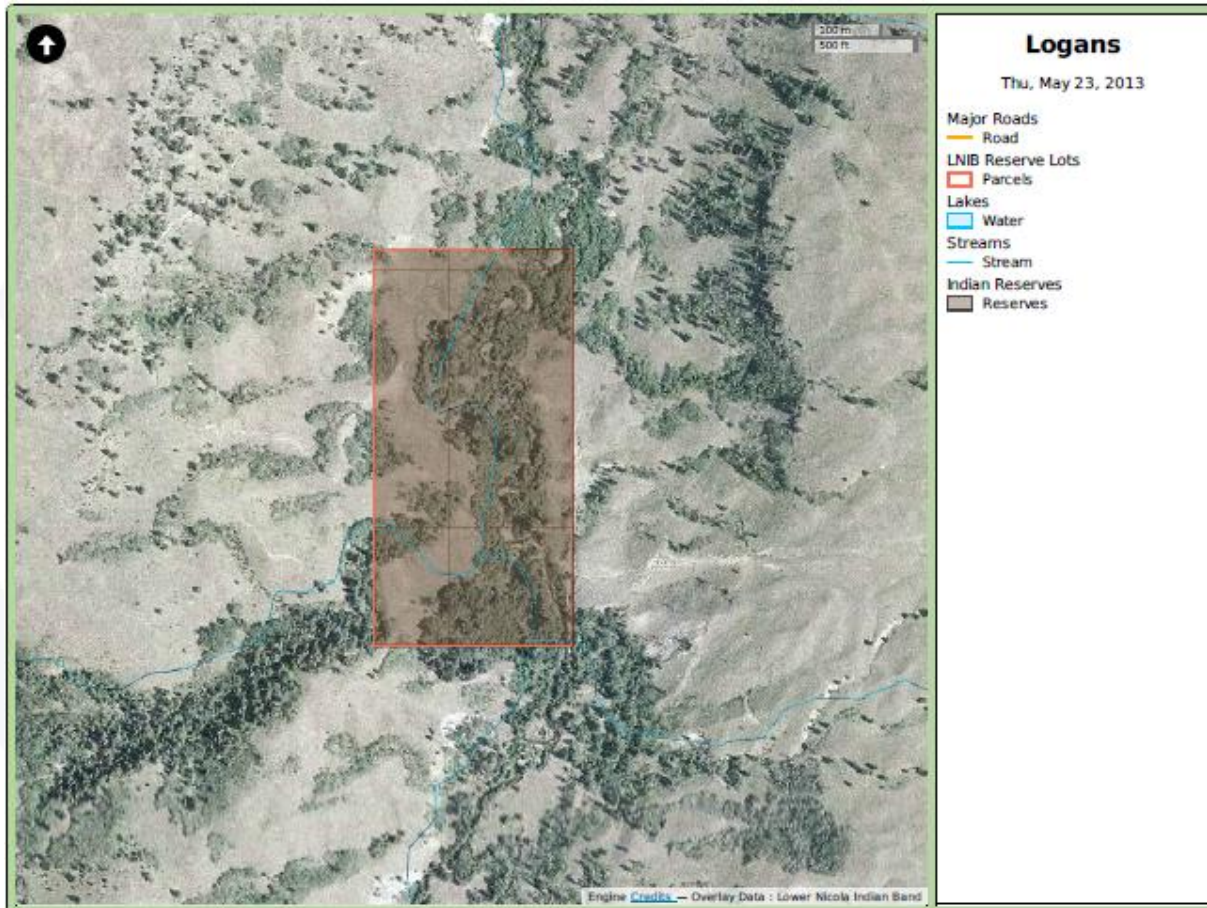 100 m
500 ft
Logans
Thu, May 23, 2013
Major Roads
Road
LNIB Reserve Lots
Parcels
Lakes
Water
Streams
Stream
Indian Reserves
Reserves
Engine Credits — Overlay Data : Lower Nicola Indian Band